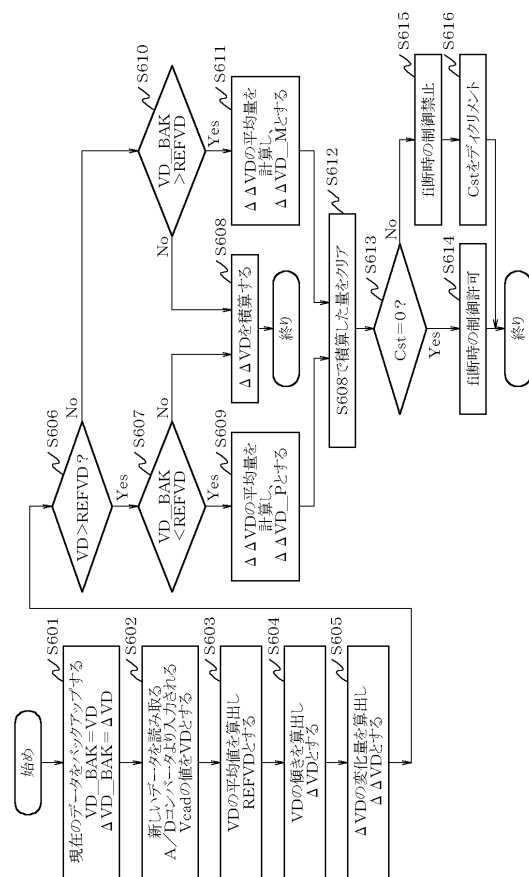 始め
S601
現在のデータをバックアップする
VD__BAK=VD
ΔVD__BAK=ΔVD
S602
新しいデータを読み取る
A/Dコンバータより入力される
Vcadの値をVDとする
S603
VDの平均値を算出し
REFVDとする
S604
VDの傾きを算出し
ΔVDとする
S605
ΔVDの変化量を算出し
ΔΔVDとする
S606
VD>REFVD?
No
Yes
S607
VD__BAK
<REFVD
No
Yes
S608
ΔΔVDを積算する
終り
S609
ΔΔVDの平均量を
計算し、
ΔΔVD__Pとする
S610
VD__BAK
>REFVD
No
Yes
S611
ΔΔVDの平均量を
計算し、
ΔΔVD__Mとする
S612
S608で積算した量をクリア
S613
Cst=0?
No
Yes
S614
fi断時の制御許可
S615
fi断時の制御禁止
S616
Cstをディクリメント
終り